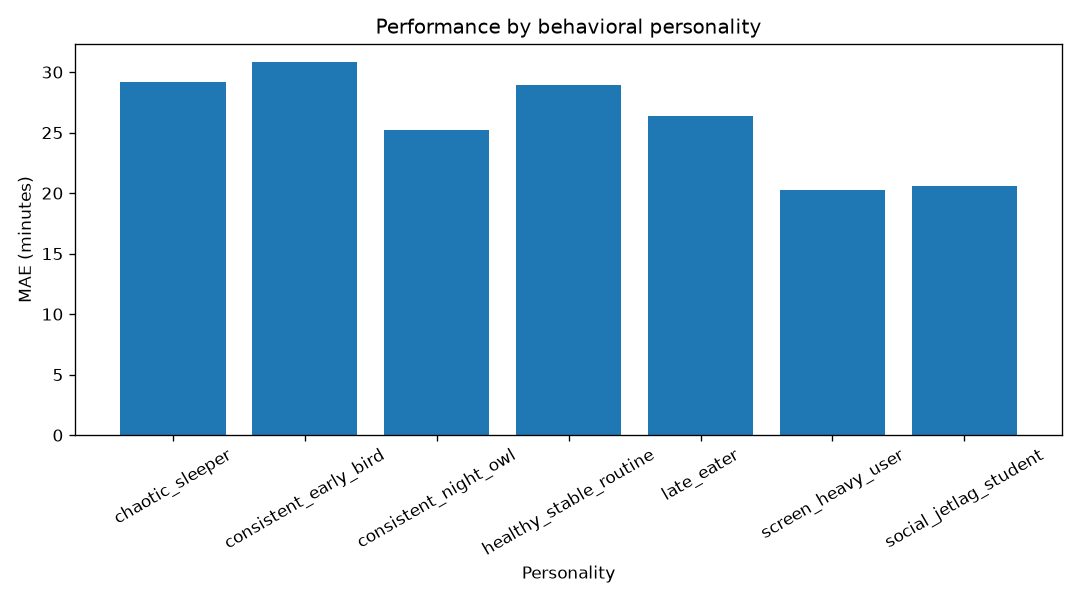 Performance by behavioral personality
MAE (minutes)
30
25
20
15
10
5
0
chaotic_sleeper
consistent_early_bird
consistent_night_owl
healthy_stable_routine
late_eater
screen_heavy_user
social_jetlag_student
Personality